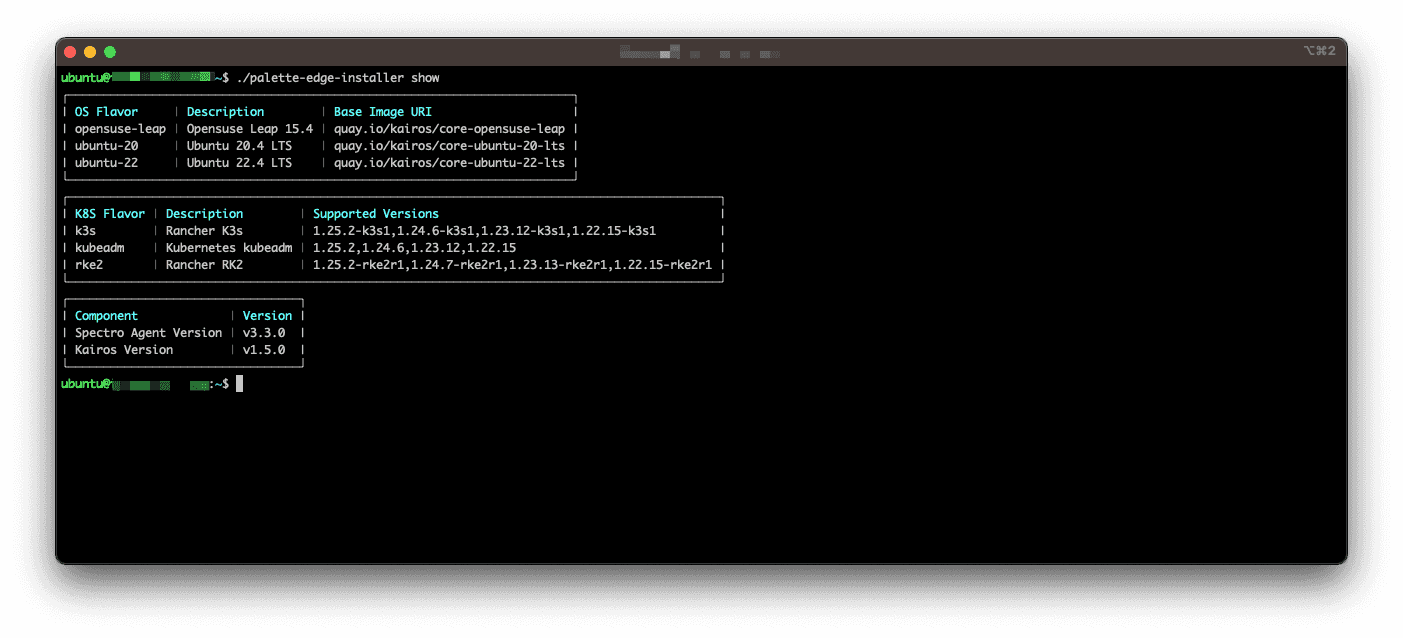 ⌥⌘2
ubuntu@ ~$ ./palette-edge-installer show
OS Flavor | Description | Base Image URI
opensuse-leap | Opensuse Leap 15.4 | quay.io/kairos/core-opensuse-leap
ubuntu-20 | Ubuntu 20.4 LTS | quay.io/kairos/core-ubuntu-20-lts
ubuntu-22 | Ubuntu 22.4 LTS | quay.io/kairos/core-ubuntu-22-lts
K8S Flavor | Description | Supported Versions
k3s | Rancher K3s | 1.25.2-k3s1,1.24.6-k3s1,1.23.12-k3s1,1.22.15-k3s1
kubeadm | Kubernetes kubeadm | 1.25.2,1.24.6,1.23.12,1.22.15
rke2 | Rancher RK2 | 1.25.2-rke2r1,1.24.7-rke2r1,1.23.13-rke2r1,1.22.15-rke2r1
Component | Version
Spectro Agent Version | v3.3.0
Kairos Version | v1.5.0
ubuntu@ :~$